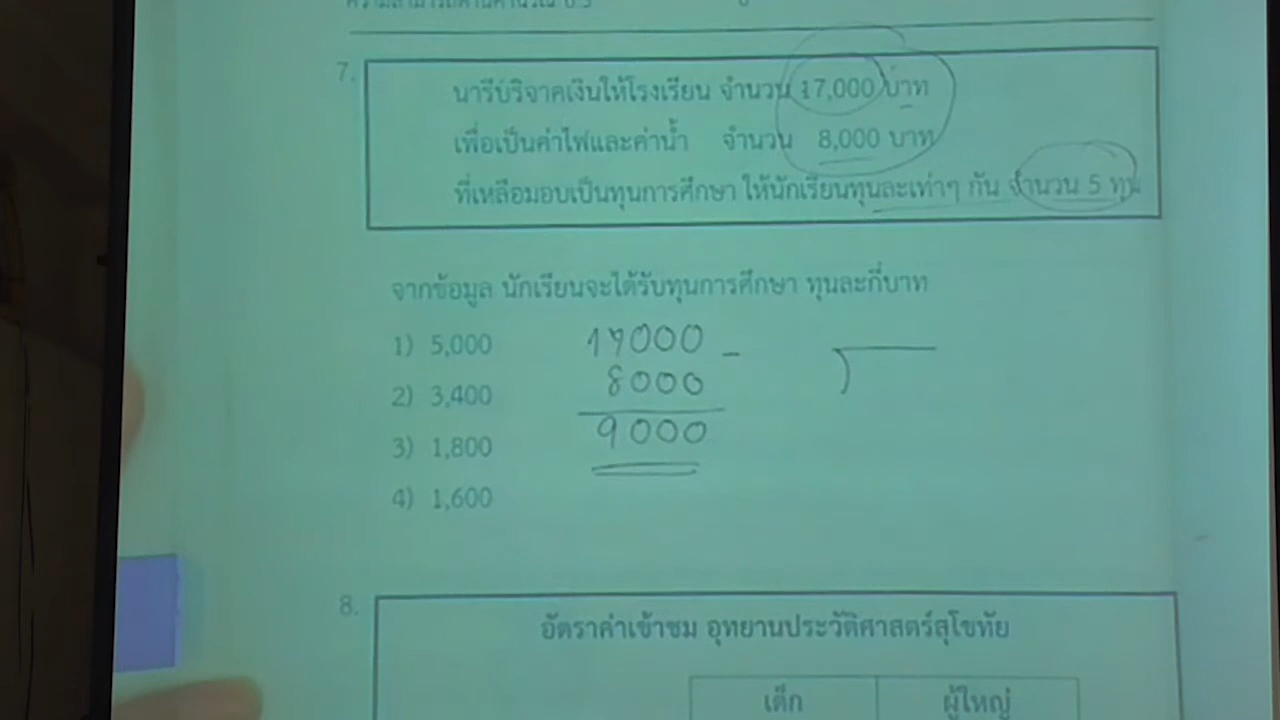 7.
นารีบริจาคเงินให้โรงเรียน จำนวน 17,000 บาท
เพื่อเป็นค่าไฟและค่าน้ำ จำนวน 8,000 บาท
ที่เหลือมอบเป็นทุนการศึกษา ให้นักเรียนทุนละเท่าๆ กัน จำนวน 5 ทุน
จากข้อมูล นักเรียนจะได้รับทุนการศึกษา ทุนละกี่บาท
1) 5,000
2) 3,400
3) 1,800
4) 1,600
17000 -
8000
9000
8.
อัตราค่าเข้าชม อุทยานประวัติศาสตร์สุโขทัย
เด็ก ผู้ใหญ่